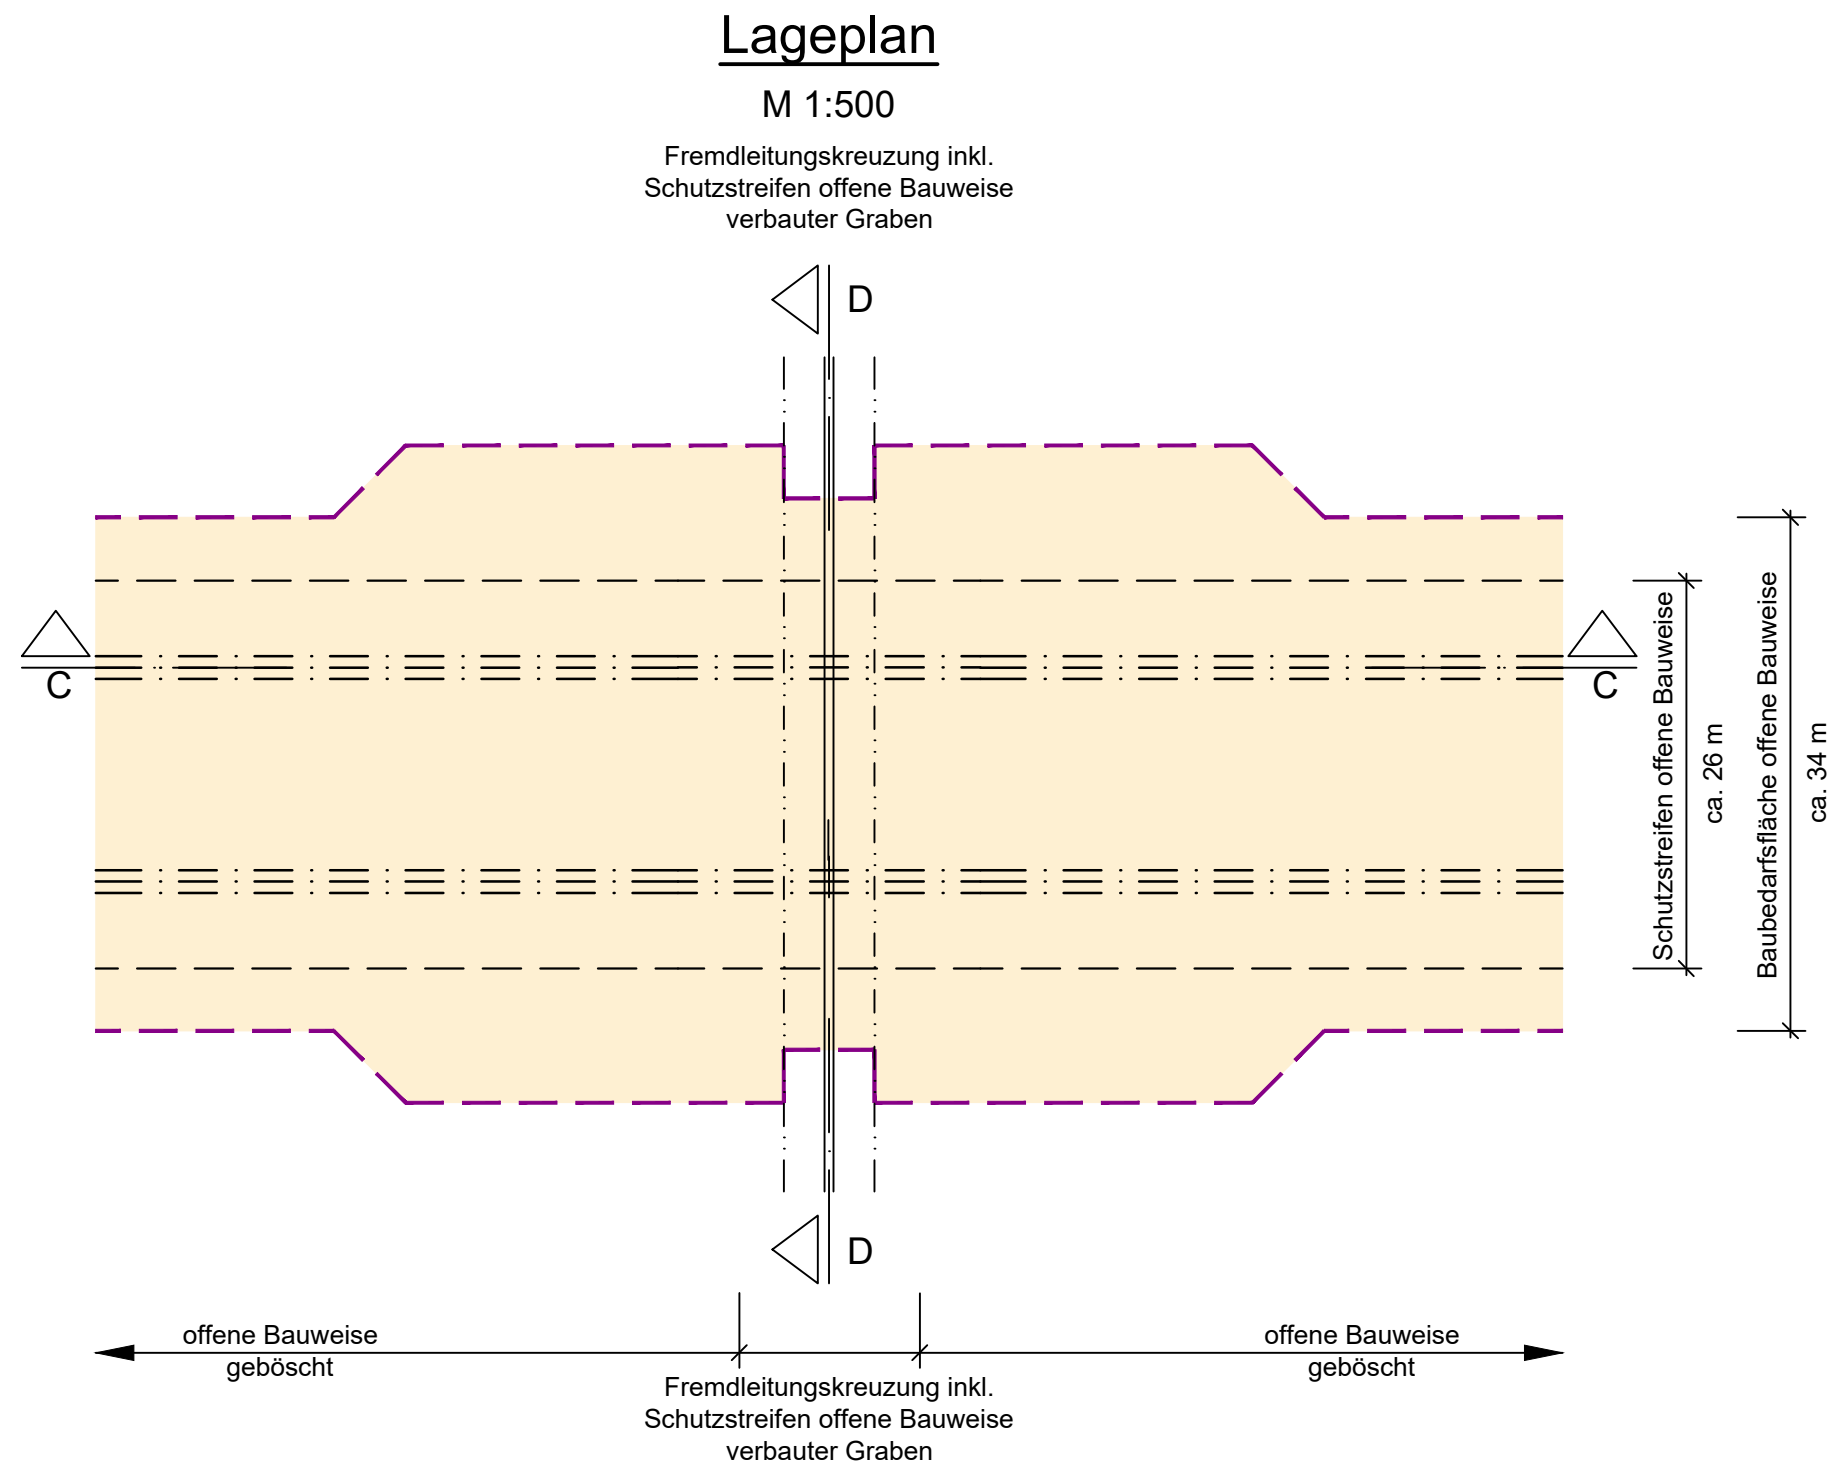 Lageplan
M 1:500
Fremdleitungskreuzung inkl.
Schutzstreifen offene Bauweise
verbauter Graben
D
C
C
Schutzstreifen offene Bauweise
ca. 26 m
Baubedarfsfläche offene Bauweise
ca. 34 m
D
offene Bauweise
geböscht
offene Bauweise
geböscht
Fremdleitungskreuzung inkl.
Schutzstreifen offene Bauweise
verbauter Graben